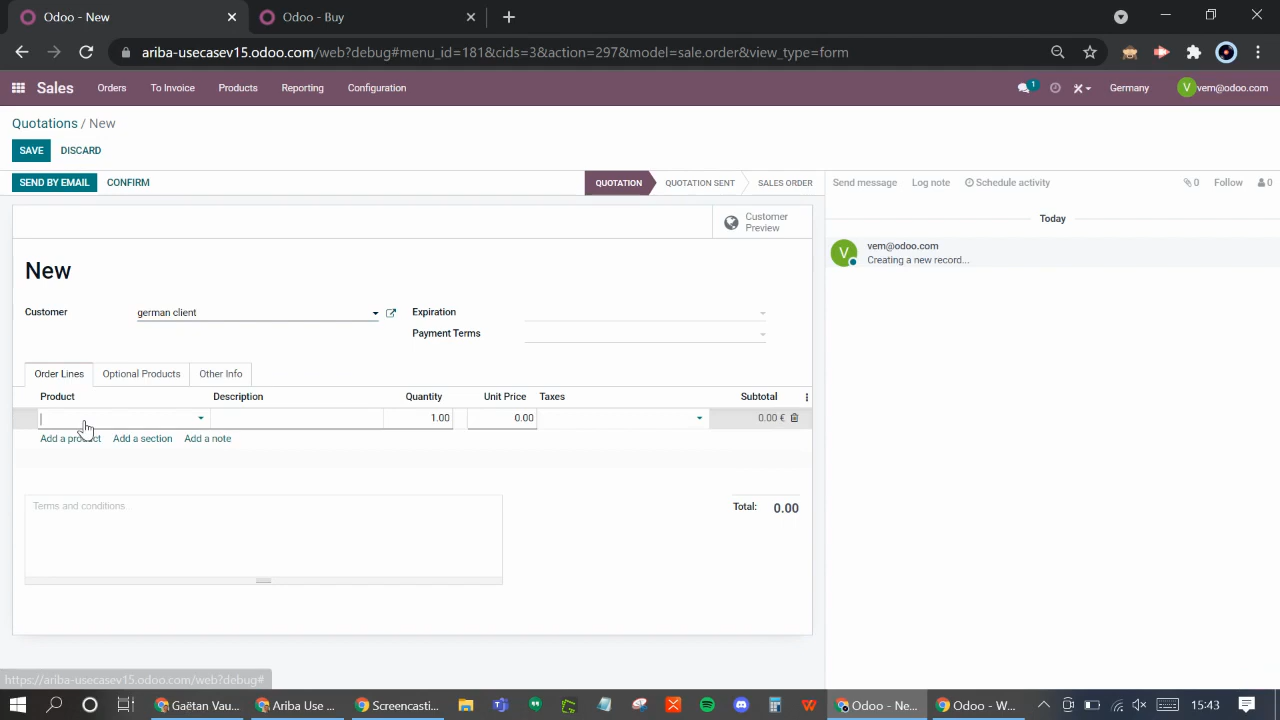 Odoo - New
Odoo - Buy
ariba-usecasev15.odoo.com/web?debug#menu_id=181&cids=3&action=297&model=sale.order&view_type=form
Sales
Orders
To Invoice
Products
Reporting
Configuration
1
Germany
V
vem@odoo.com
Quotations / New
SAVE
DISCARD
SEND BY EMAIL
CONFIRM
QUOTATION
QUOTATION SENT
SALES ORDER
Send message
Log note
Schedule activity
0
Follow
0
Customer
Preview
Today
V
vem@odoo.com
Creating a new record...
New
Customer
german client
Expiration
Payment Terms
Order Lines
Optional Products
Other Info
Product
Description
Quantity
Unit Price
Taxes
Subtotal
1.00
0.00
0.00 €
Add a product
Add a section
Add a note
Terms and conditions
Total:
0.00
https://ariba-usecasev15.odoo.com/web?debug#
Gaëtan Vau...
Ariba Use ...
Screencasti...
Odoo - Ne...
Odoo - W...
15:43